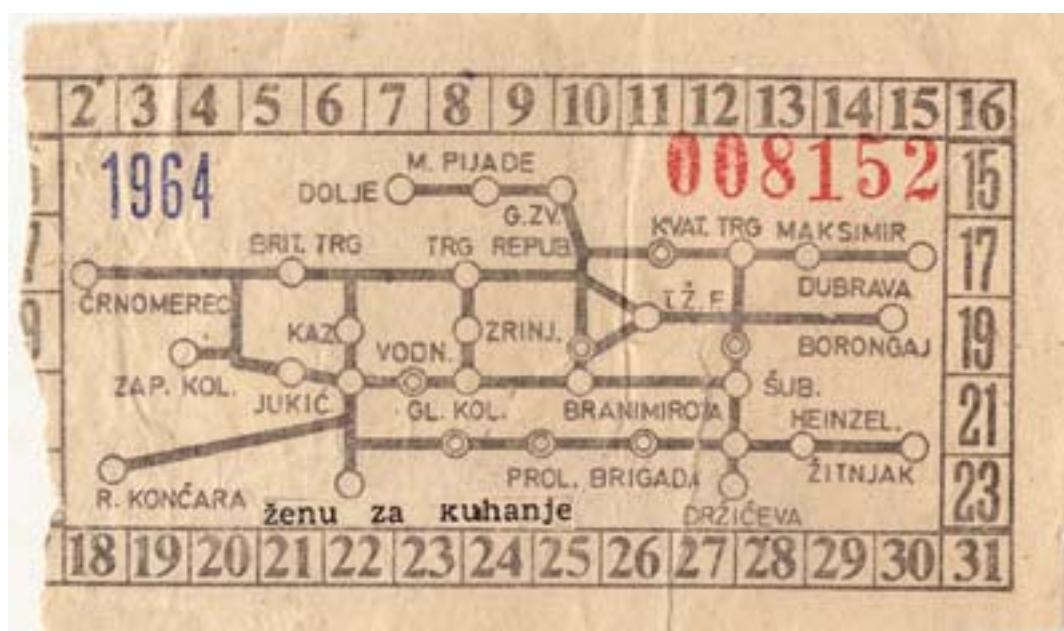 2 3 4 5 6 7 8 9 10 11 12 13 14 15 16
1964 M. PIJADE 008152 15
DOLJE
G. ZV.
BRIT. TRG TRG REPUB. KVAT. TRG MAKSIMIR 17
ČRNOMEREC DUBRAVA
KAZ. ZRINJ. 19
VODN. BORONGAJ
ZAP. KOL.
JUKIĆ GL. KOL. BRANIMIROVA ŠUB. 21
HEINZEL.
PROL. BRIGADA ŽITNJAK
R. KONČARA 23
ženu za kuhanje DRŽIĆEVA
18 19 20 21 22 23 24 25 26 27 28 29 30 31